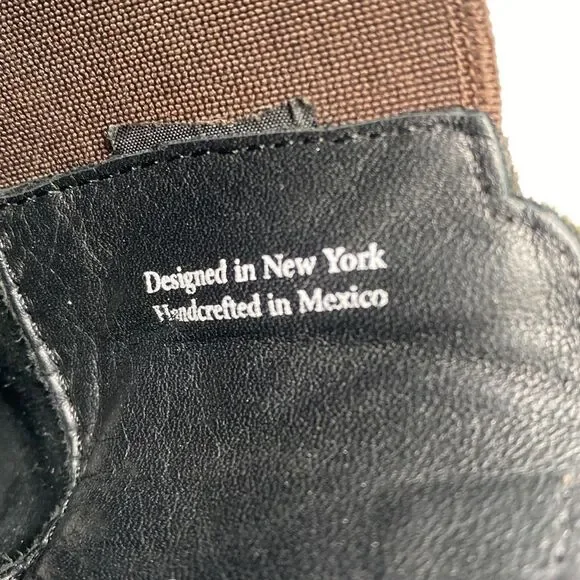 Designed in New York
Handcrefted in Mexico